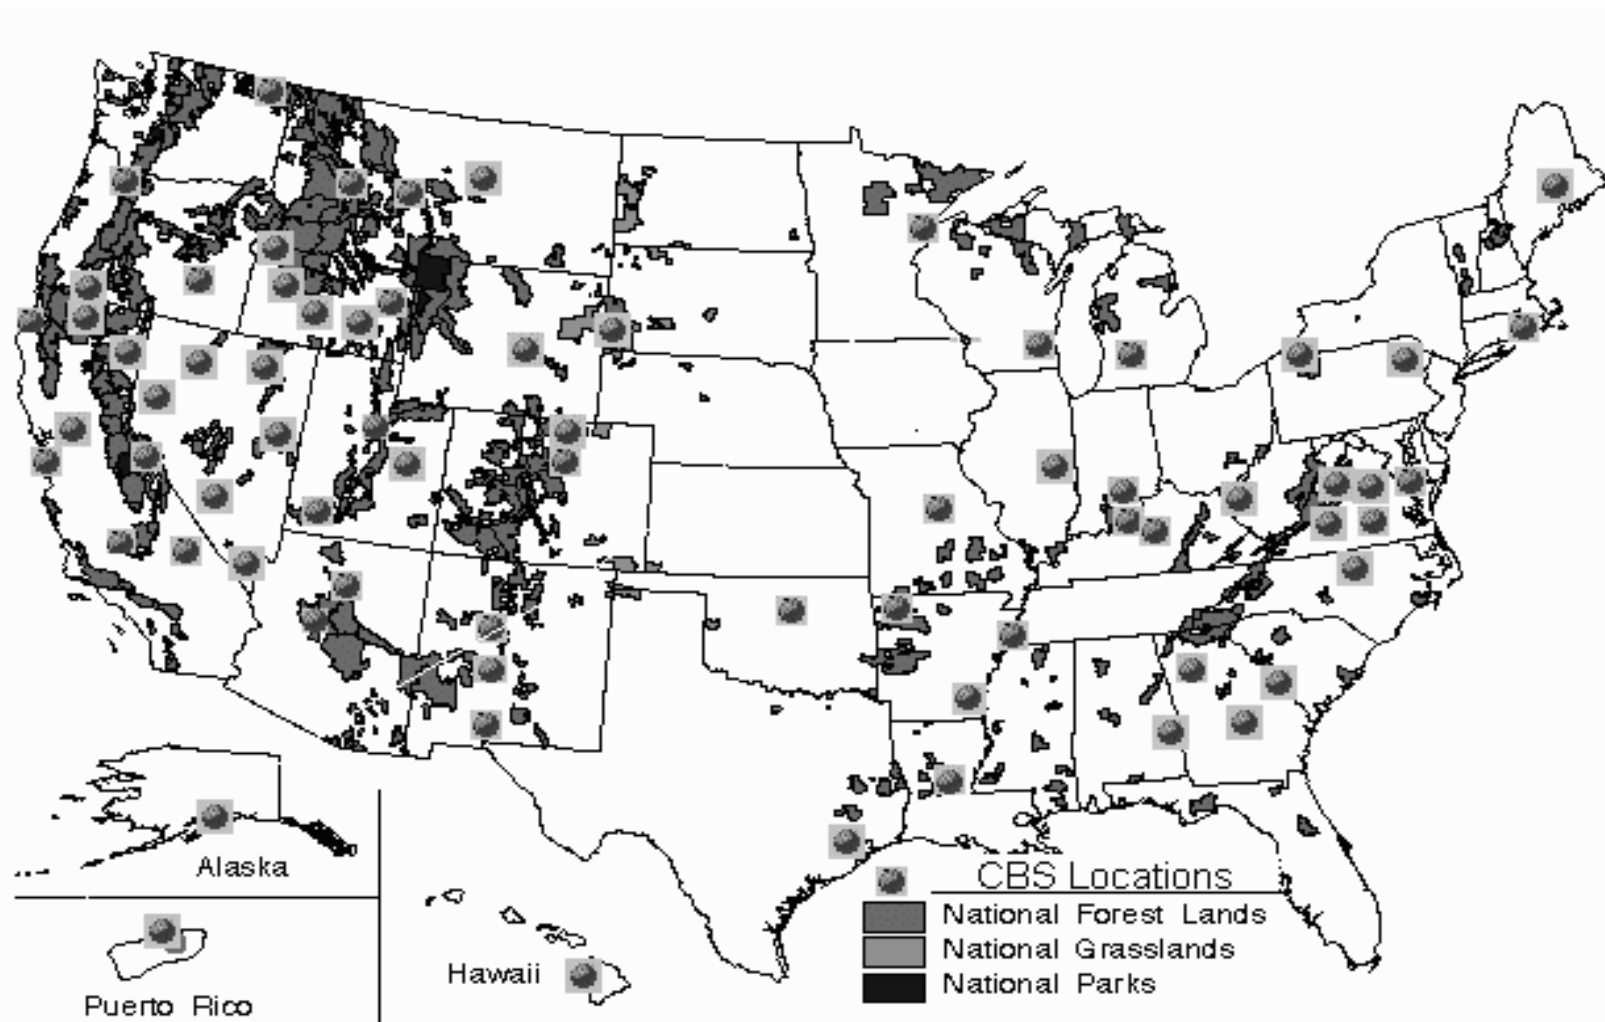 Alaska
Puerto Rico
Hawaii
CBS Locations
National Forest Lands
National Grasslands
National Parks